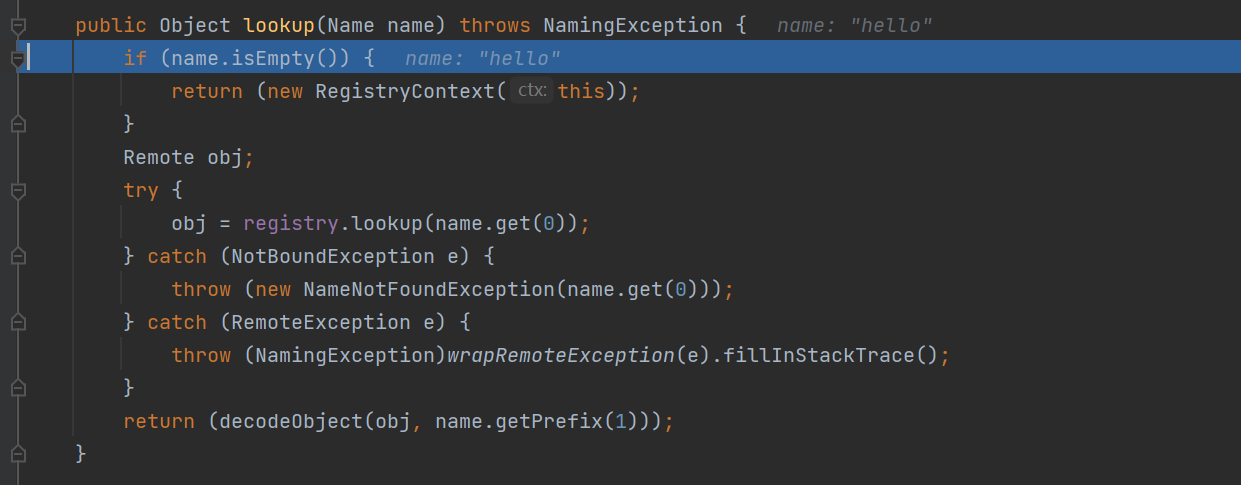 public Object lookup(Name name) throws NamingException {   name: "hello"
    if (name.isEmpty()) {   name: "hello"
        return (new RegistryContext( ctx: this));
    }
    Remote obj;
    try {
        obj = registry.lookup(name.get(0));
    } catch (NotBoundException e) {
        throw (new NameNotFoundException(name.get(0)));
    } catch (RemoteException e) {
        throw (NamingException)wrapRemoteException(e).fillInStackTrace();
    }
    return (decodeObject(obj, name.getPrefix(1)));
}